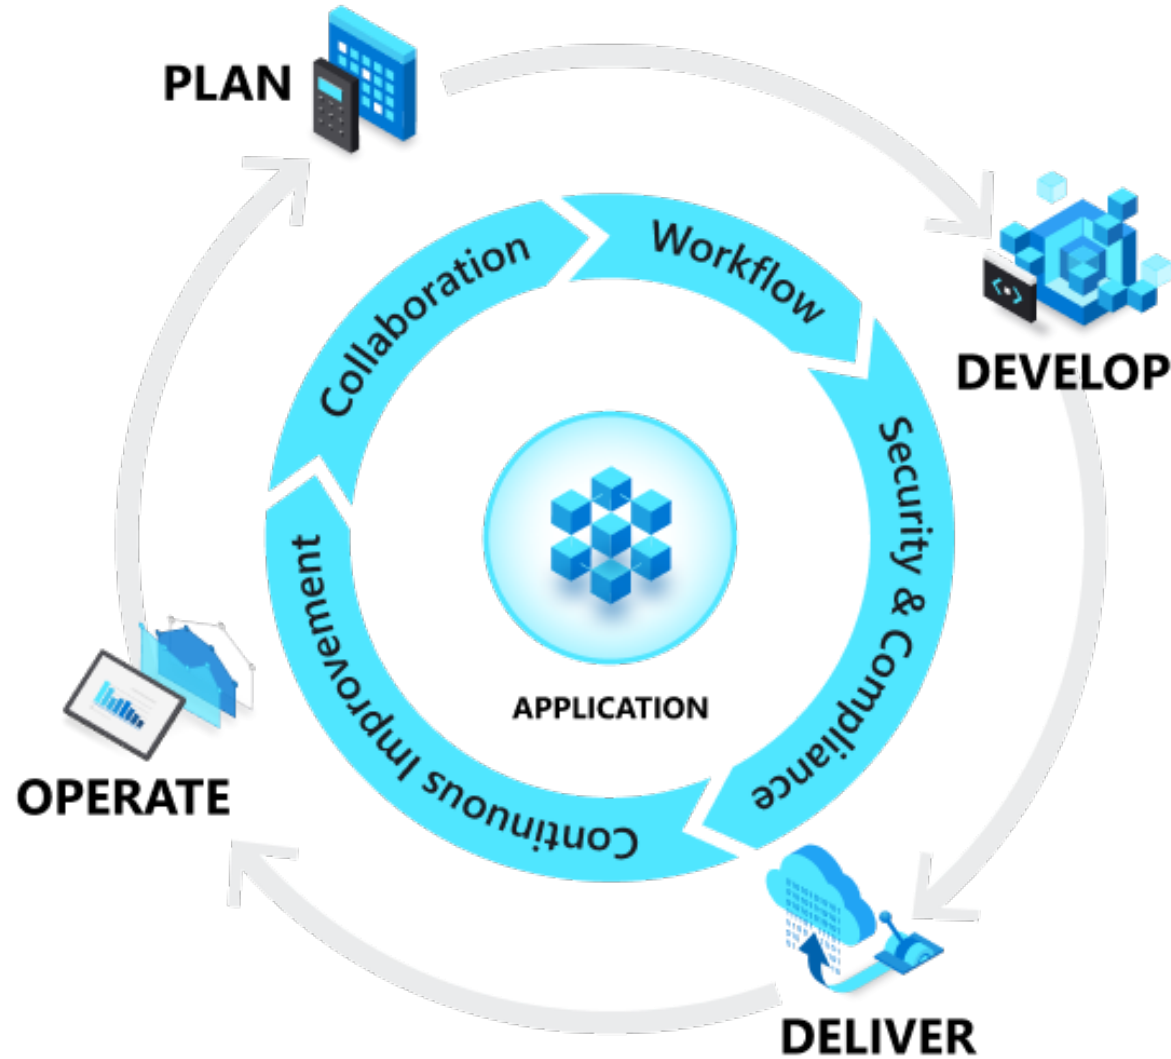 PLAN
DEVELOP
DELIVER
OPERATE
Collaboration
Workflow
Security & Compliance
Continuous Improvement
APPLICATION